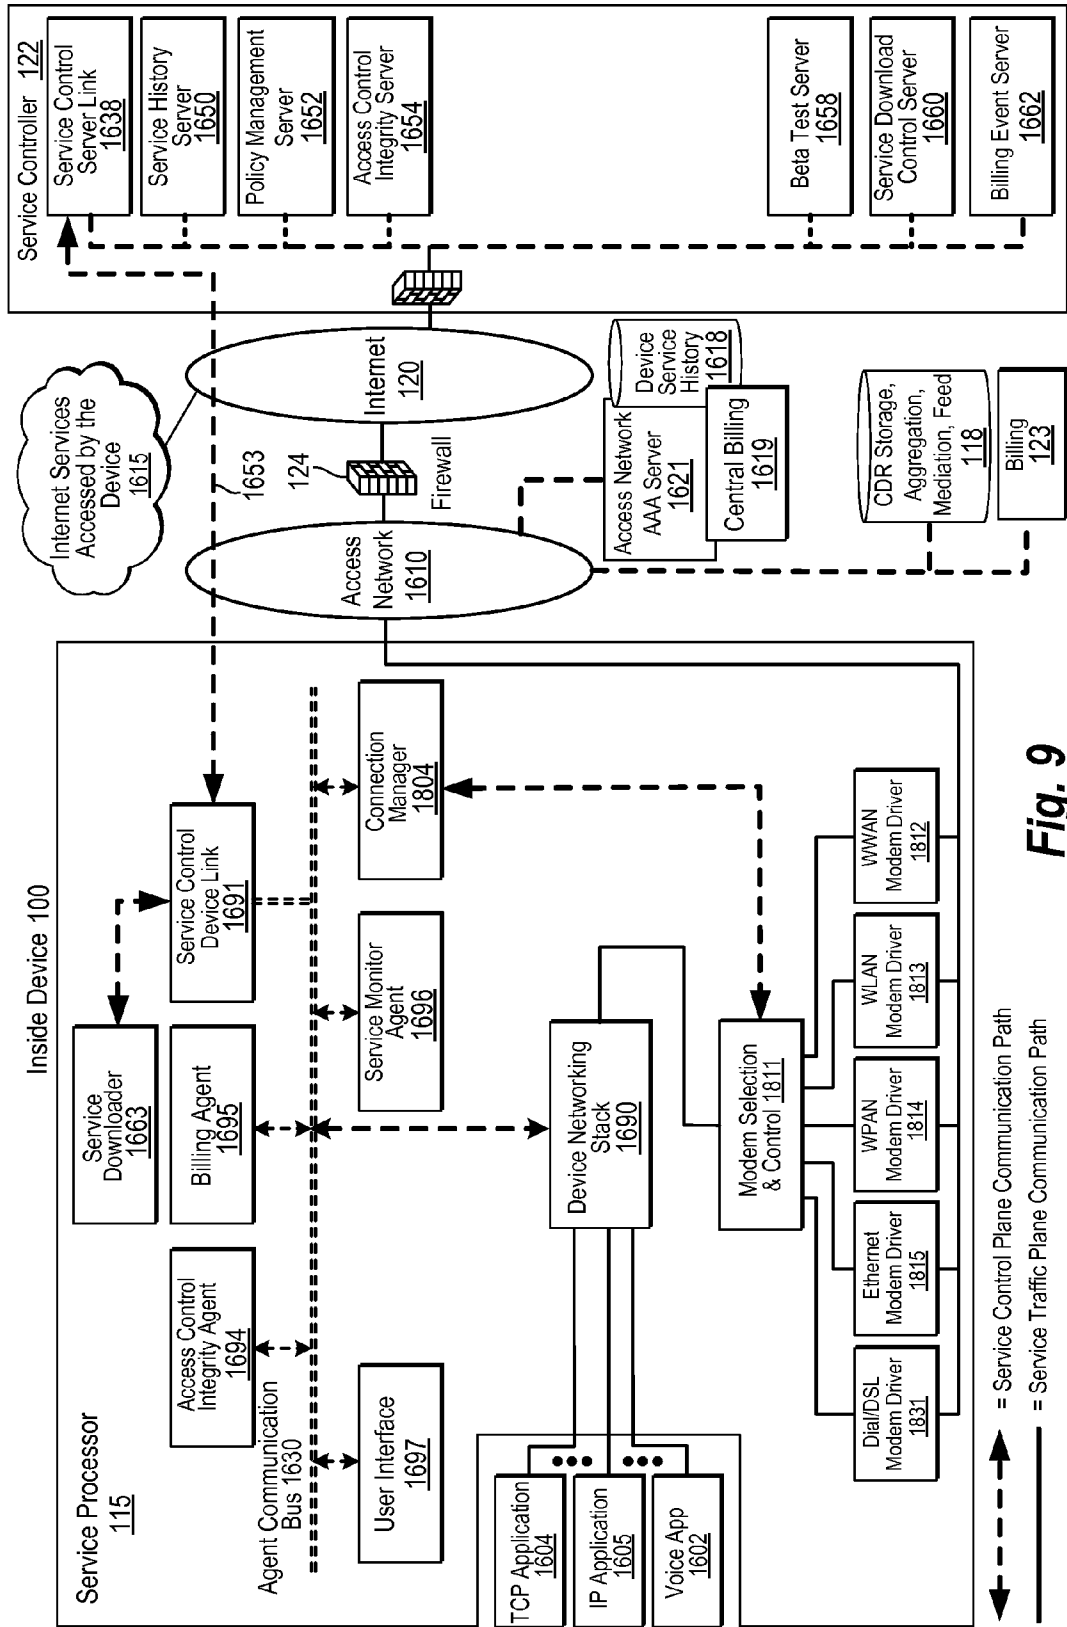 Inside Device 100
Service Processor
115
Service
Downloader
1663
Access Control
Integrity Agent
1694
Billing Agent
1695
Service Control
Device Link
1691
Agent Communication
Bus 1630
User Interface
1697
Service Monitor
Agent
1696
Connection
Manager
1804
TCP Application
1604
IP Application
1605
Voice App
1602
Device Networking
Stack
1690
Modem Selection
& Control 1811
Dial/DSL
Modem Driver
1831
Ethernet
Modem Driver
1815
WPAN
Modem Driver
1814
WLAN
Modem Driver
1813
WWAN
Modem Driver
1812
Internet Services
Accessed by the
Device
1615
1653
124
Firewall
Access
Network
1610
Internet
120
Access Network
AAA Server
1621
Device
Service
History
1618
Central Billing
1619
CDR Storage,
Aggregation,
Mediation, Feed
118
Billing
123
Service Controller 122
Service Control
Server Link
1638
Service History
Server
1650
Policy Management
Server
1652
Access Control
Integrity Server
1654
Beta Test Server
1658
Service Download
Control Server
1660
Billing Event Server
1662
= Service Control Plane Communication Path
= Service Traffic Plane Communication Path
Fig. 9